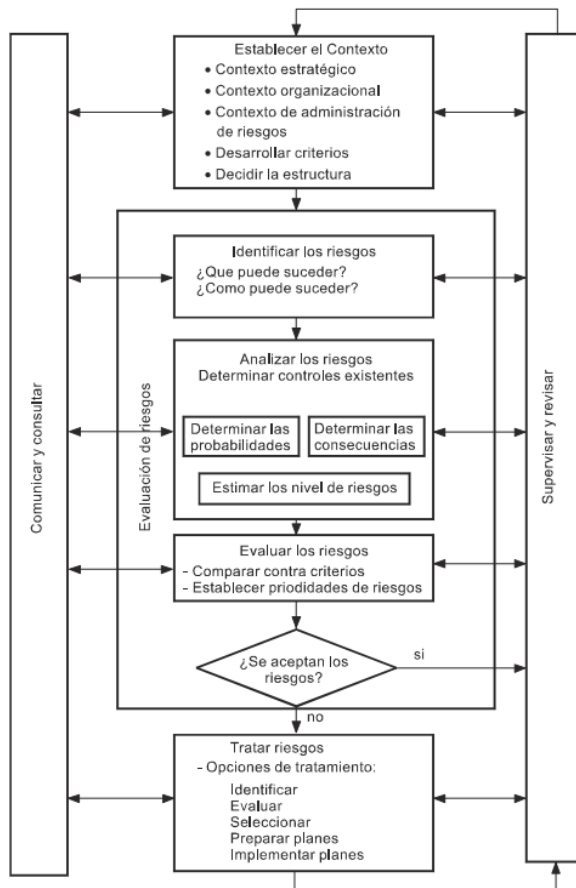 Establecer el Contexto
• Contexto estratégico
• Contexto organizacional
• Contexto de administración
de riesgos
• Desarrollar criterios
• Decidir la estructura
Comunicar y consultar
Evaluación de riesgos
Supervisar y revisar
Identificar los riesgos
¿Que puede suceder?
¿Como puede suceder?
Analizar los riesgos
Determinar controles existentes
Determinar las
probabilidades
Determinar las
consecuencias
Estimar los nivel de riesgos
Evaluar los riesgos
- Comparar contra criterios
- Establecer priodidades de riesgos
¿Se aceptan los
riesgos?
si
no
Tratar riesgos
- Opciones de tratamiento:
Identificar
Evaluar
Seleccionar
Preparar planes
Implementar planes